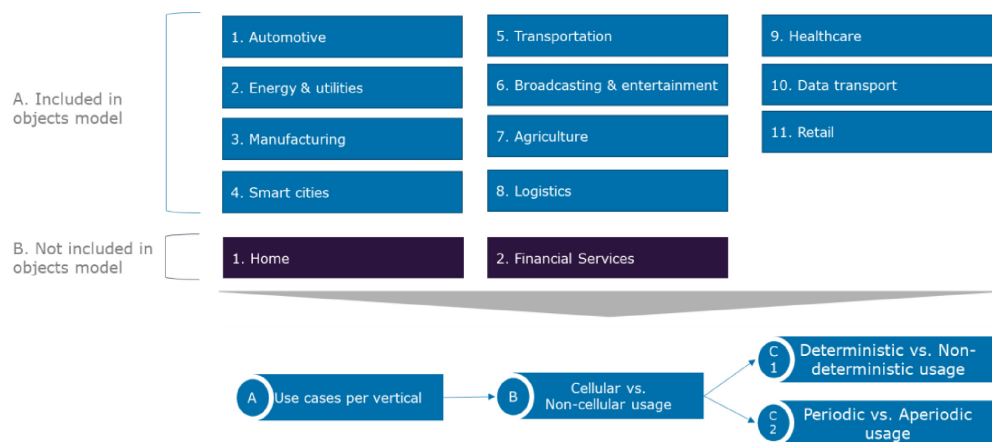 A. Included in
objects model
1. Automotive
2. Energy & utilities
3. Manufacturing
4. Smart cities
5. Transportation
6. Broadcasting & entertainment
7. Agriculture
8. Logistics
9. Healthcare
10. Data transport
11. Retail
B. Not included in
objects model
1. Home
2. Financial Services
A
Use cases per vertical
B
Cellular vs.
Non-cellular usage
C
1
Deterministic vs. Non-
deterministic usage
C
2
Periodic vs. Aperiodic
usage